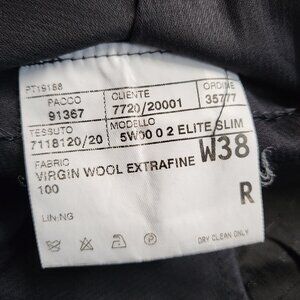 PT19168
PACCO CLIENTE ORDINE
91367 7720/20001 35777
TESSUTO MODELLO
7118120/20 5W00 0 2 ELITE SLIM
FABRIC W38
VIRGIN WOOL EXTRAFINE
100
R
LINING
DRY CLEAN ONLY